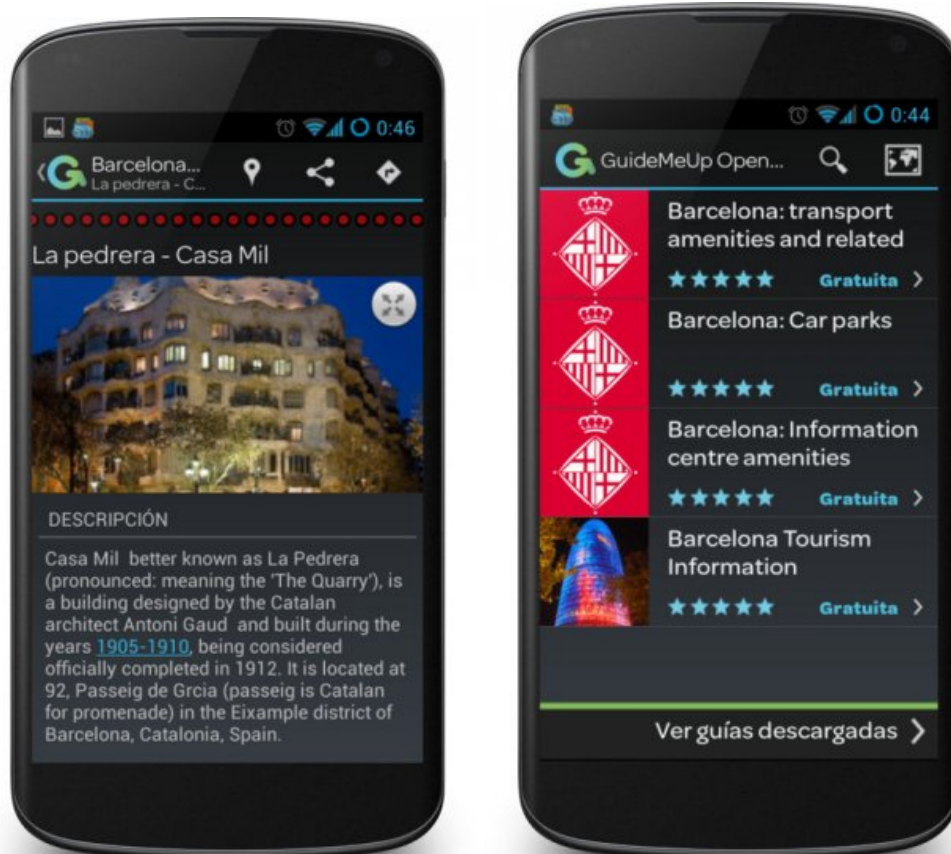 0:46
Barcelona...
La pedrera - C...
La pedrera - Casa Mil
DESCRIPCIÓN
Casa Mil  better known as La Pedrera
(pronounced: meaning the 'The Quarry'), is
a building designed by the Catalan
architect Antoni Gaud  and built during the
years 1905-1910, being considered
officially completed in 1912. It is located at
92, Passeig de Grcia (passeig is Catalan
for promenade) in the Eixample district of
Barcelona, Catalonia, Spain.
0:44
GuideMeUp Open...
Barcelona: transport
amenities and related
Gratuita
Barcelona: Car parks
Gratuita
Barcelona: Information
centre amenities
Gratuita
Barcelona Tourism
Information
Gratuita
Ver guías descargadas